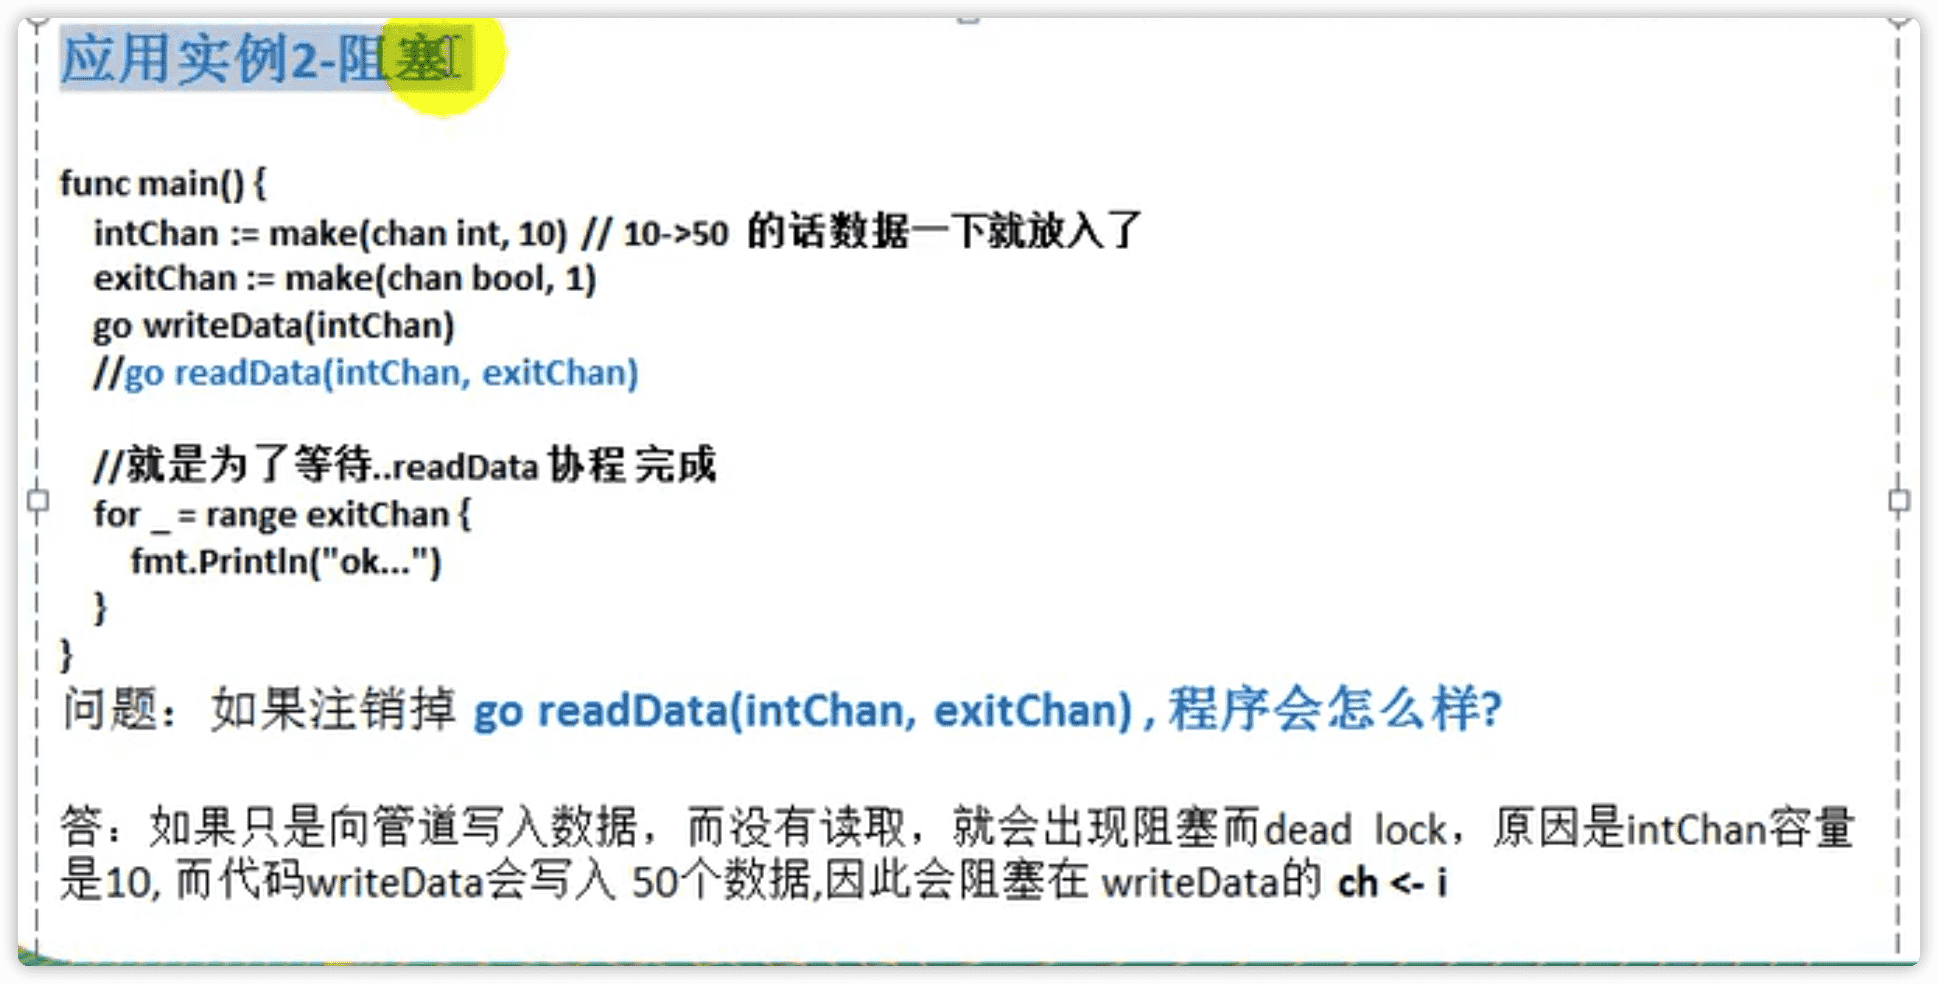 应用实例2-阻塞
func main() {
intChan := make(chan int, 10) // 10->50 的话数据一下就放入了
exitChan := make(chan bool, 1)
go writeData(intChan)
//go readData(intChan, exitChan)
//就是为了等待..readData 协程 完成
for _ = range exitChan {
fmt.Println("ok...")
}
}
问题：如果注销掉 go readData(intChan, exitChan) , 程序会怎么样?
答：如果只是向管道写入数据，而没有读取，就会出现阻塞而dead lock，原因是intChan容量
是10, 而代码writeData会写入 50个数据,因此会阻塞在 writeData的 ch <- i